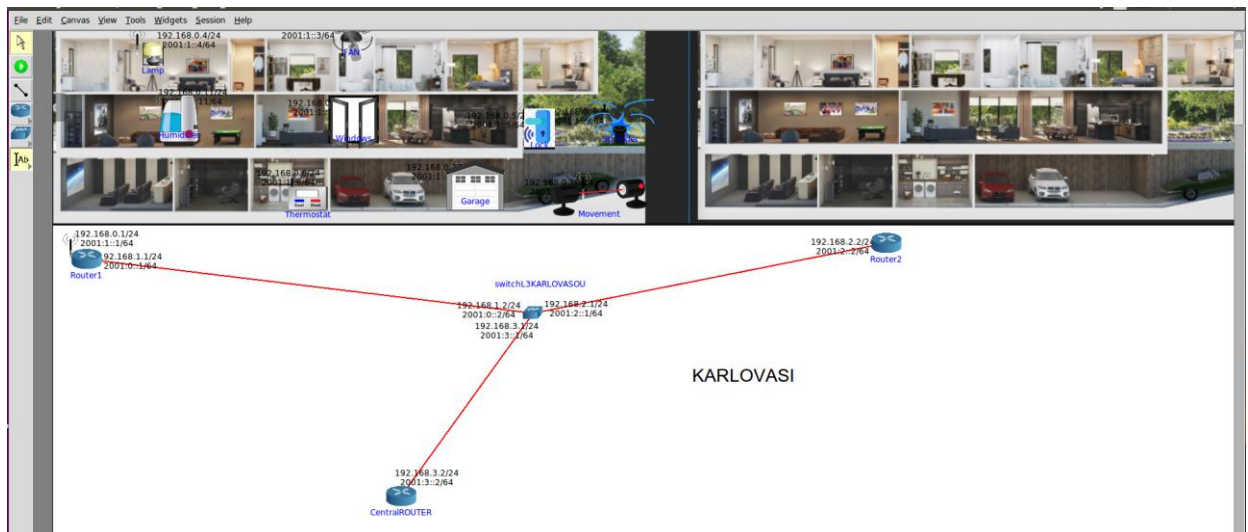 File Edit Canvas View Tools Widgets Session Help
192.168.0.4/24
2001:1::4/64
2001:1::3/64
FAN
Lamp
Windows
Lock
Thermostat
Garage
Movement
192.168.0.1/24
2001:1::1/64
92.168.1.1/24
2001:0::1/64
Router1
192.168.2.2/24
2001:2::2/64
Router2
switchL3KARLOVASOU
192.168.1.2/24
2001:0::2/64
192.168.2.1/24
2001:2::1/64
192.168.3.1/24
2001:3::1/64
KARLOVASI
192.168.3.2/24
2001:3::2/64
CentralROUTER